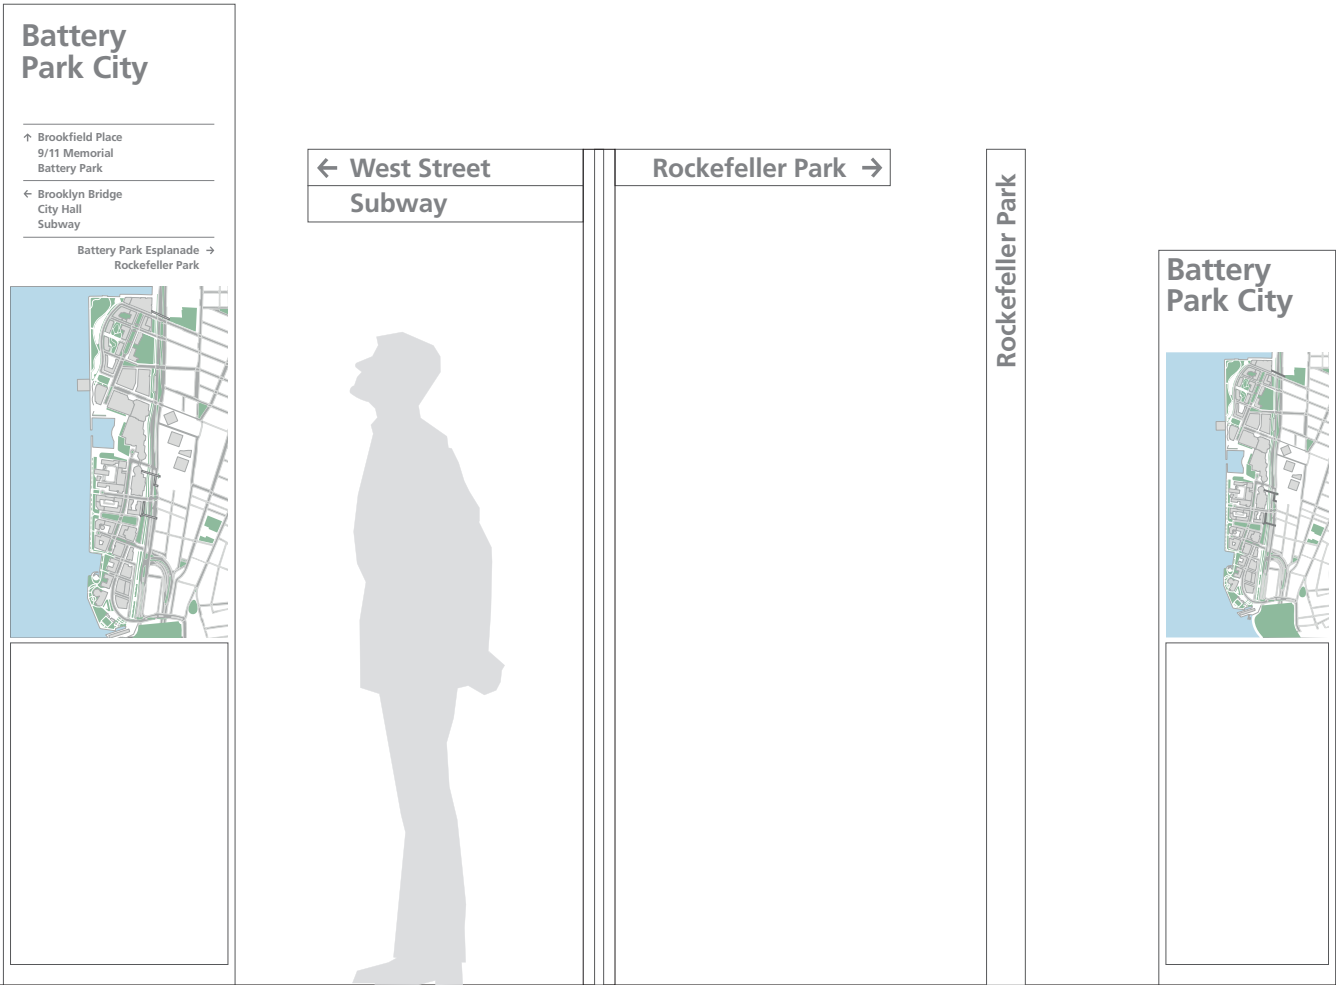 Battery
Park City
↑ Brookfield Place
9/11 Memorial
Battery Park
← Brooklyn Bridge
City Hall
Subway
Battery Park Esplanade →
Rockefeller Park
← West Street
Subway
Rockefeller Park →
Rockefeller Park
Battery
Park City